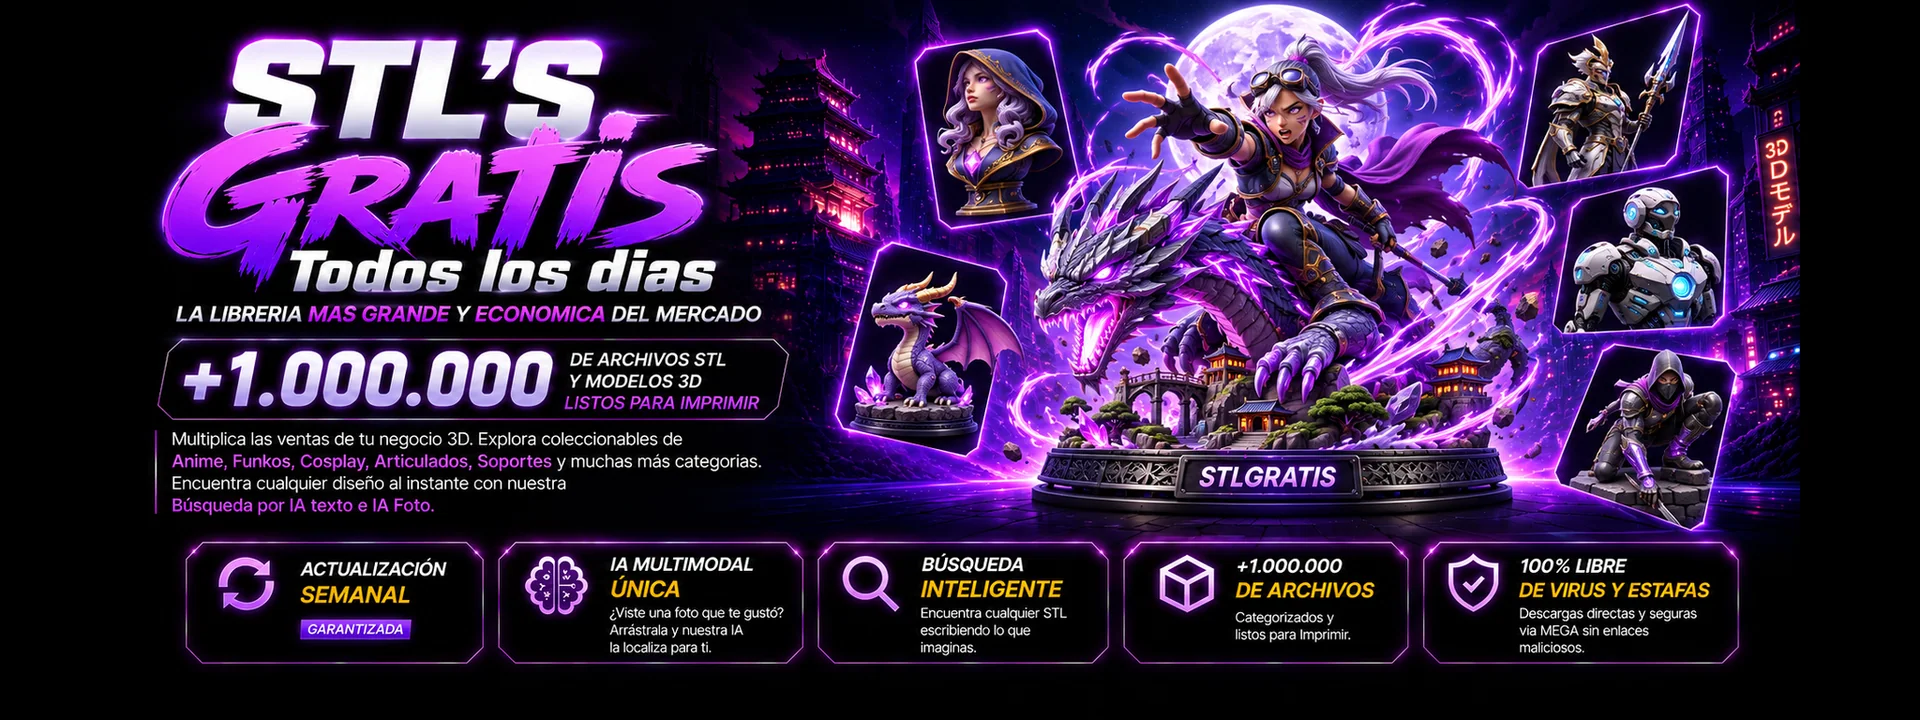 STL'S
GRATIS
Todos los dias
LA LIBRERIA MAS GRANDE Y ECONOMICA DEL MERCADO
+1.000.000
DE ARCHIVOS STL
Y MODELOS 3D
LISTOS PARA IMPRIMIR
Multiplica las ventas de tu negocio 3D. Explora coleccionables de
Anime, Funkos, Cosplay, Articulados, Soportes y muchas más categorias.
Encuentra cualquier diseño al instante con nuestra
Búsqueda por IA texto e IA Foto.
STLGRATIS
3D
Dモデル
ACTUALIZACIÓN
SEMANAL
GARANTIZADA
IA MULTIMODAL
ÚNICA
¿Viste una foto que te gustó?
Arrástrala y nuestra IA
la localiza para ti.
BÚSQUEDA
INTELIGENTE
Encuentra cualquier STL
escribiendo lo que
imaginas.
+1.000.000
DE ARCHIVOS
Categorizados y
listos para Imprimir.
100% LIBRE
DE VIRUS Y ESTAFAS
Descargas directas y seguras
via MEGA sin enlaces
maliciosos.